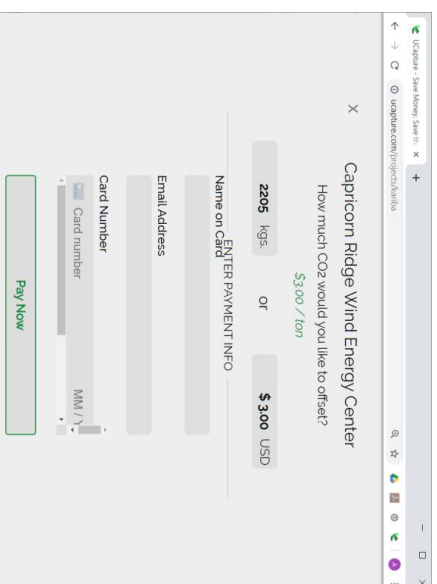 UCapture - Save Money. Save th
ucapture.com/projects/kariba
Capricorn Ridge Wind Energy Center
How much CO2 would you like to offset?
$3.00 / ton
2205 kgs. or $ 3.00 USD
ENTER PAYMENT INFO
Name on Card
Email Address
Card Number
Card number MM / Y
Pay Now